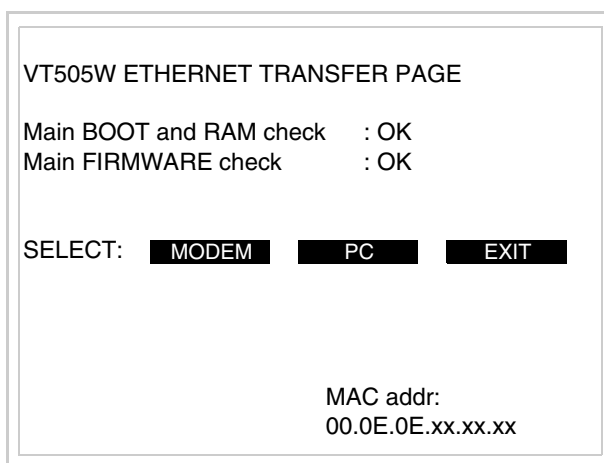 VT505W ETHERNET TRANSFER PAGE
Main BOOT and RAM check : OK
Main FIRMWARE check : OK
SELECT: MODEM PC EXIT
MAC addr:
00.0E.0E.xx.xx.xx